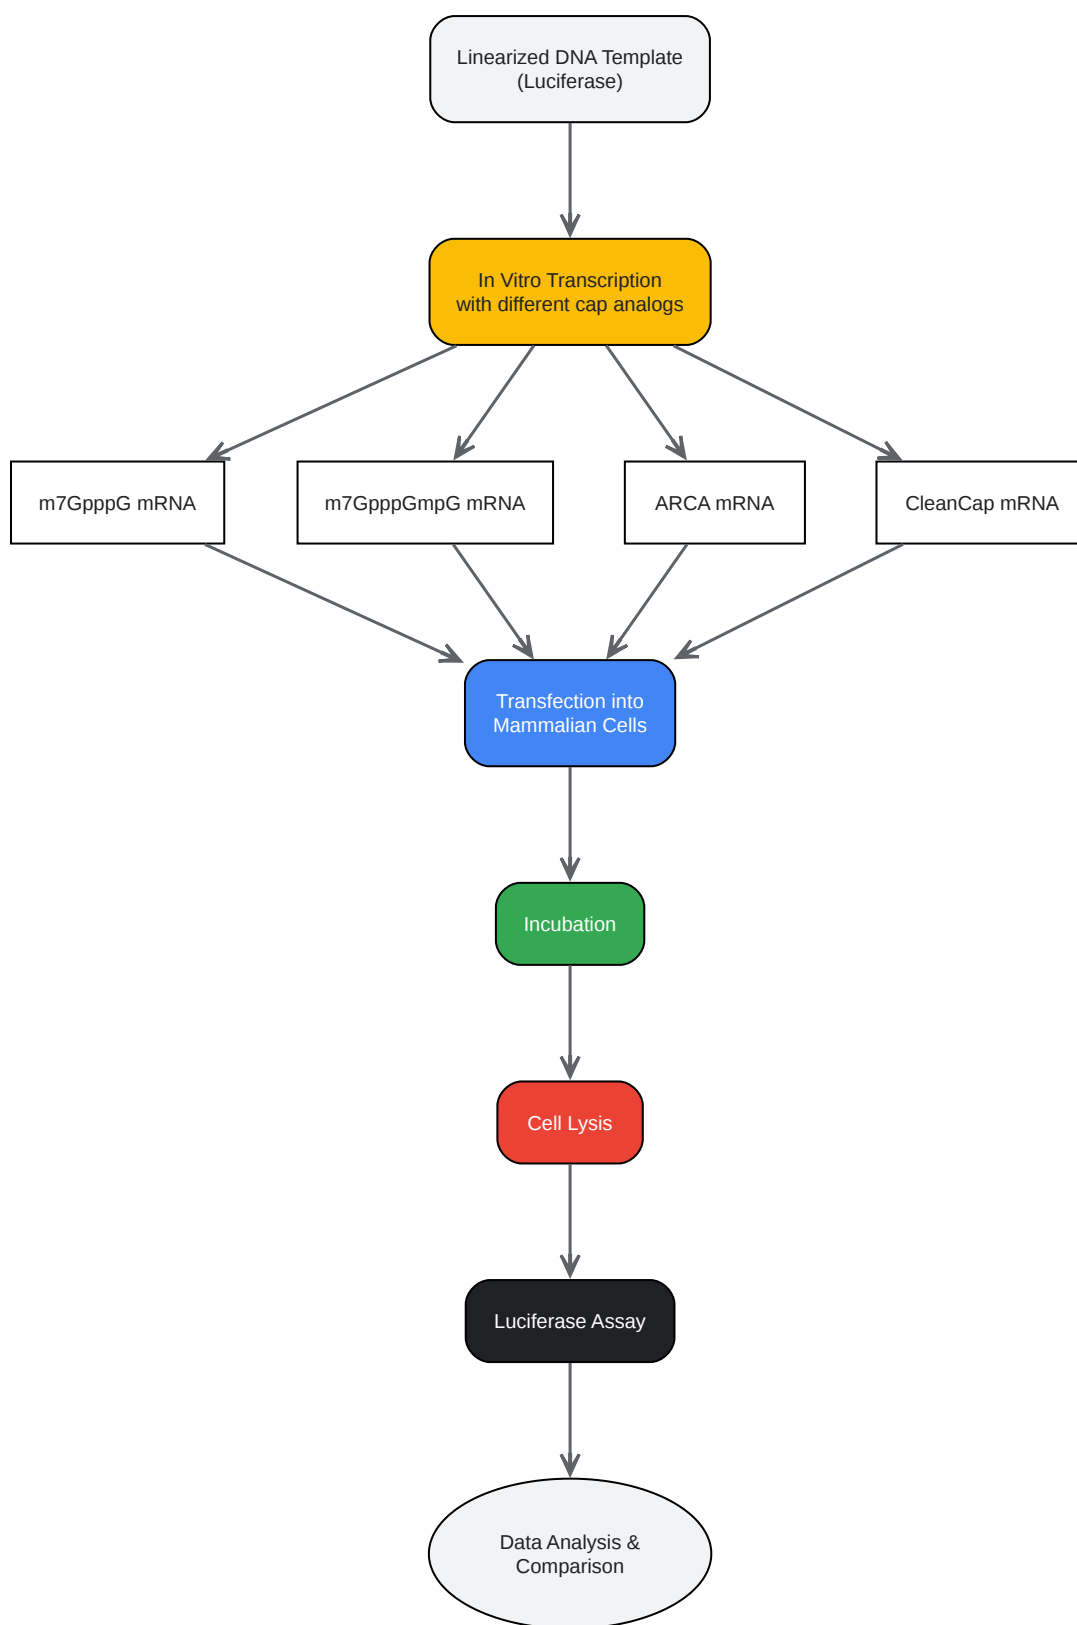 Linearized DNA Template
(Luciferase)
In Vitro Transcription
with different cap analogs
m7GpppG mRNA
m7GpppGmpG mRNA
ARCA mRNA
CleanCap mRNA
Transfection into
Mammalian Cells
Incubation
Cell Lysis
Luciferase Assay
Data Analysis &
Comparison